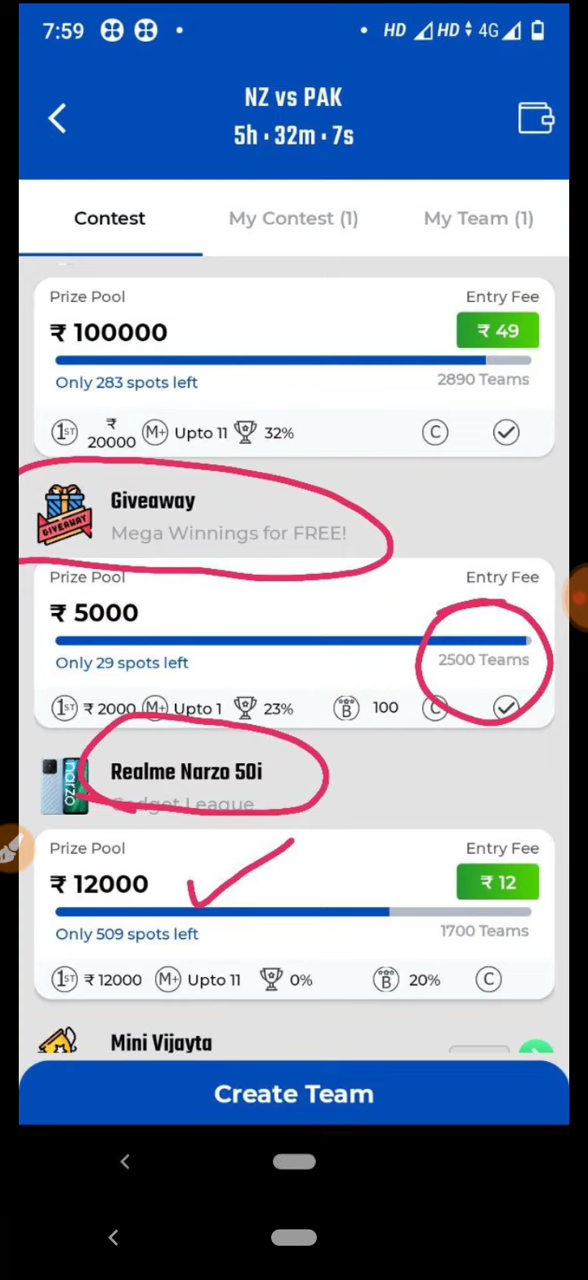 7:59 HD HD 4G
NZ vs PAK
5h · 32m · 7s
Contest My Contest (1) My Team (1)
Prize Pool Entry Fee
₹ 100000 ₹ 49
Only 283 spots left 2890 Teams
1ST ₹ 20000 M+ Upto 11 32% C
Giveaway
GIVEAWAY
Mega Winnings for FREE!
Prize Pool Entry Fee
₹ 5000
Only 29 spots left 2500 Teams
1ST ₹ 2000 M+ Upto 1 23% B 100 C
narzo
Realme Narzo 50i
Gadget League
Prize Pool Entry Fee
₹ 12000 ₹ 12
Only 509 spots left 1700 Teams
1ST ₹ 12000 M+ Upto 11 0% B 20% C
Mini Vijayta
Create Team